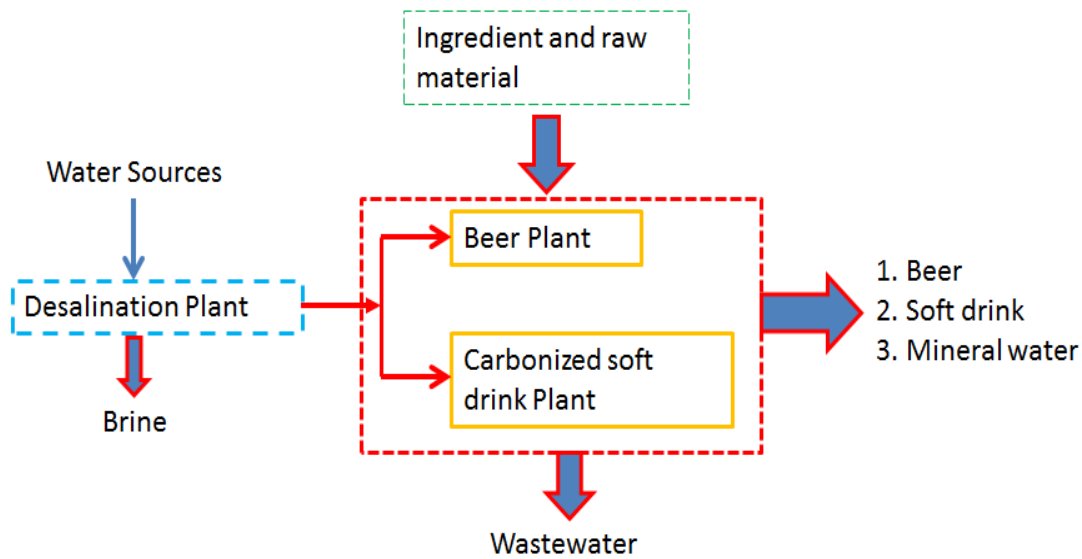 Ingredient and raw
material
Water Sources
Beer Plant
Desalination Plant
1. Beer
2. Soft drink
3. Mineral water
Carbonized soft
drink Plant
Brine
Wastewater